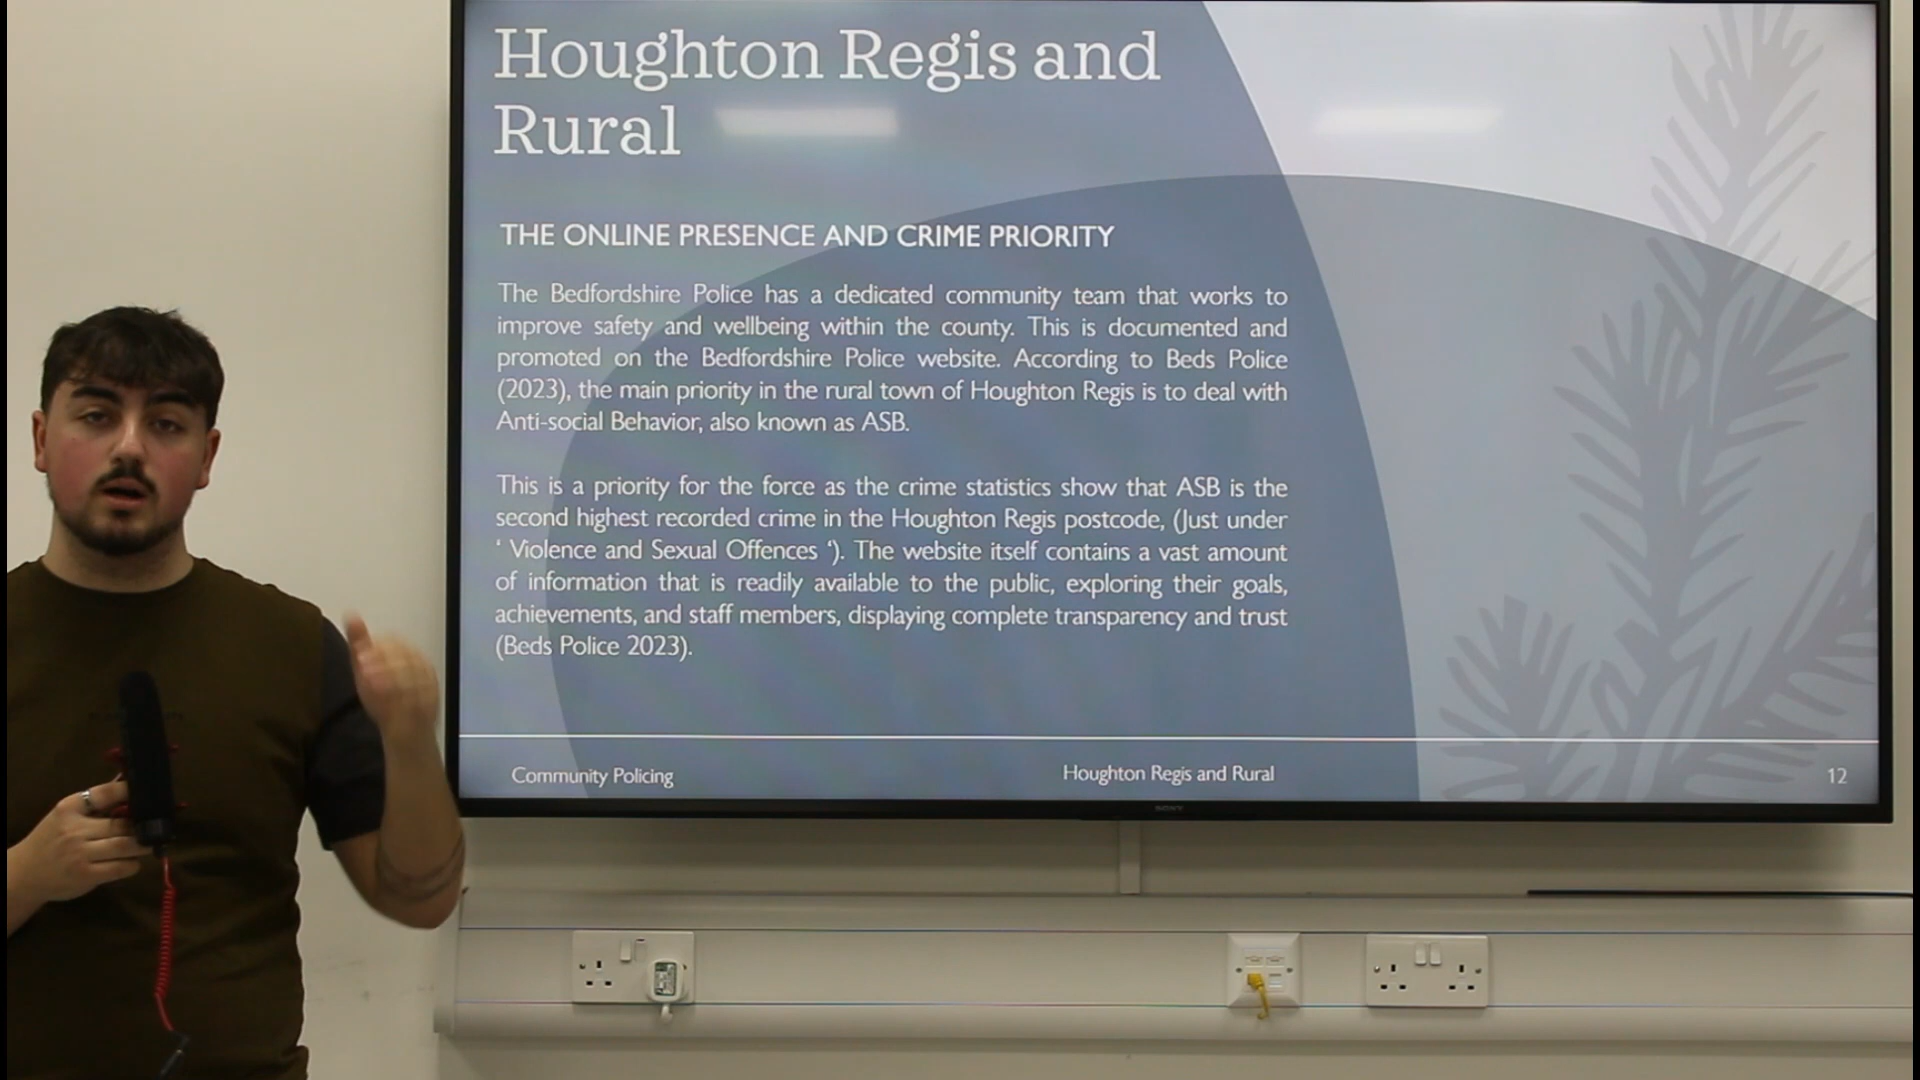 Houghton Regis and
Rural
THE ONLINE PRESENCE AND CRIME PRIORITY
The Bedfordshire Police has a dedicated community team that works to
improve safety and wellbeing within the county. This is documented and
promoted on the Bedfordshire Police website. According to Beds Police
(2023), the main priority in the rural town of Houghton Regis is to deal with
Anti-social Behavior, also known as ASB.
This is a priority for the force as the crime statistics show that ASB is the
second highest recorded crime in the Houghton Regis postcode, (Just under
‘ Violence and Sexual Offences ‘). The website itself contains a vast amount
of information that is readily available to the public, exploring their goals,
achievements, and staff members, displaying complete transparency and trust
(Beds Police 2023).
Community Policing
Houghton Regis and Rural
12
SONY